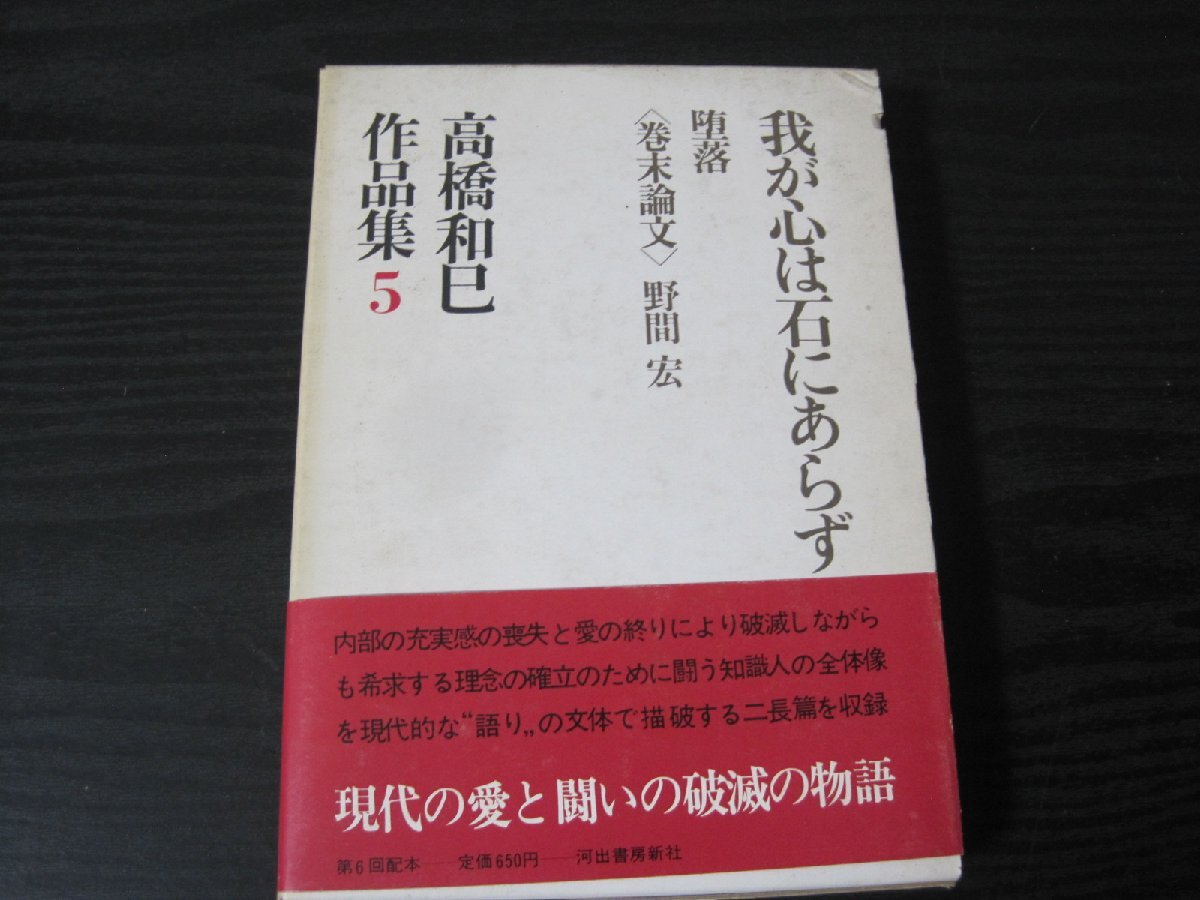 我が心は石にあらず
堕落
〈巻末論文〉野間 宏
高橋和巳
作品集5
内部の充実感の喪失と愛の終りにより破滅しながら
も希求する理念の確立のために闘う知識人の全体像
を現代的な“語り„の文体で描破する二長篇を収録
現代の愛と闘いの破滅の物語
第6回配本——定価650円——河出書房新社